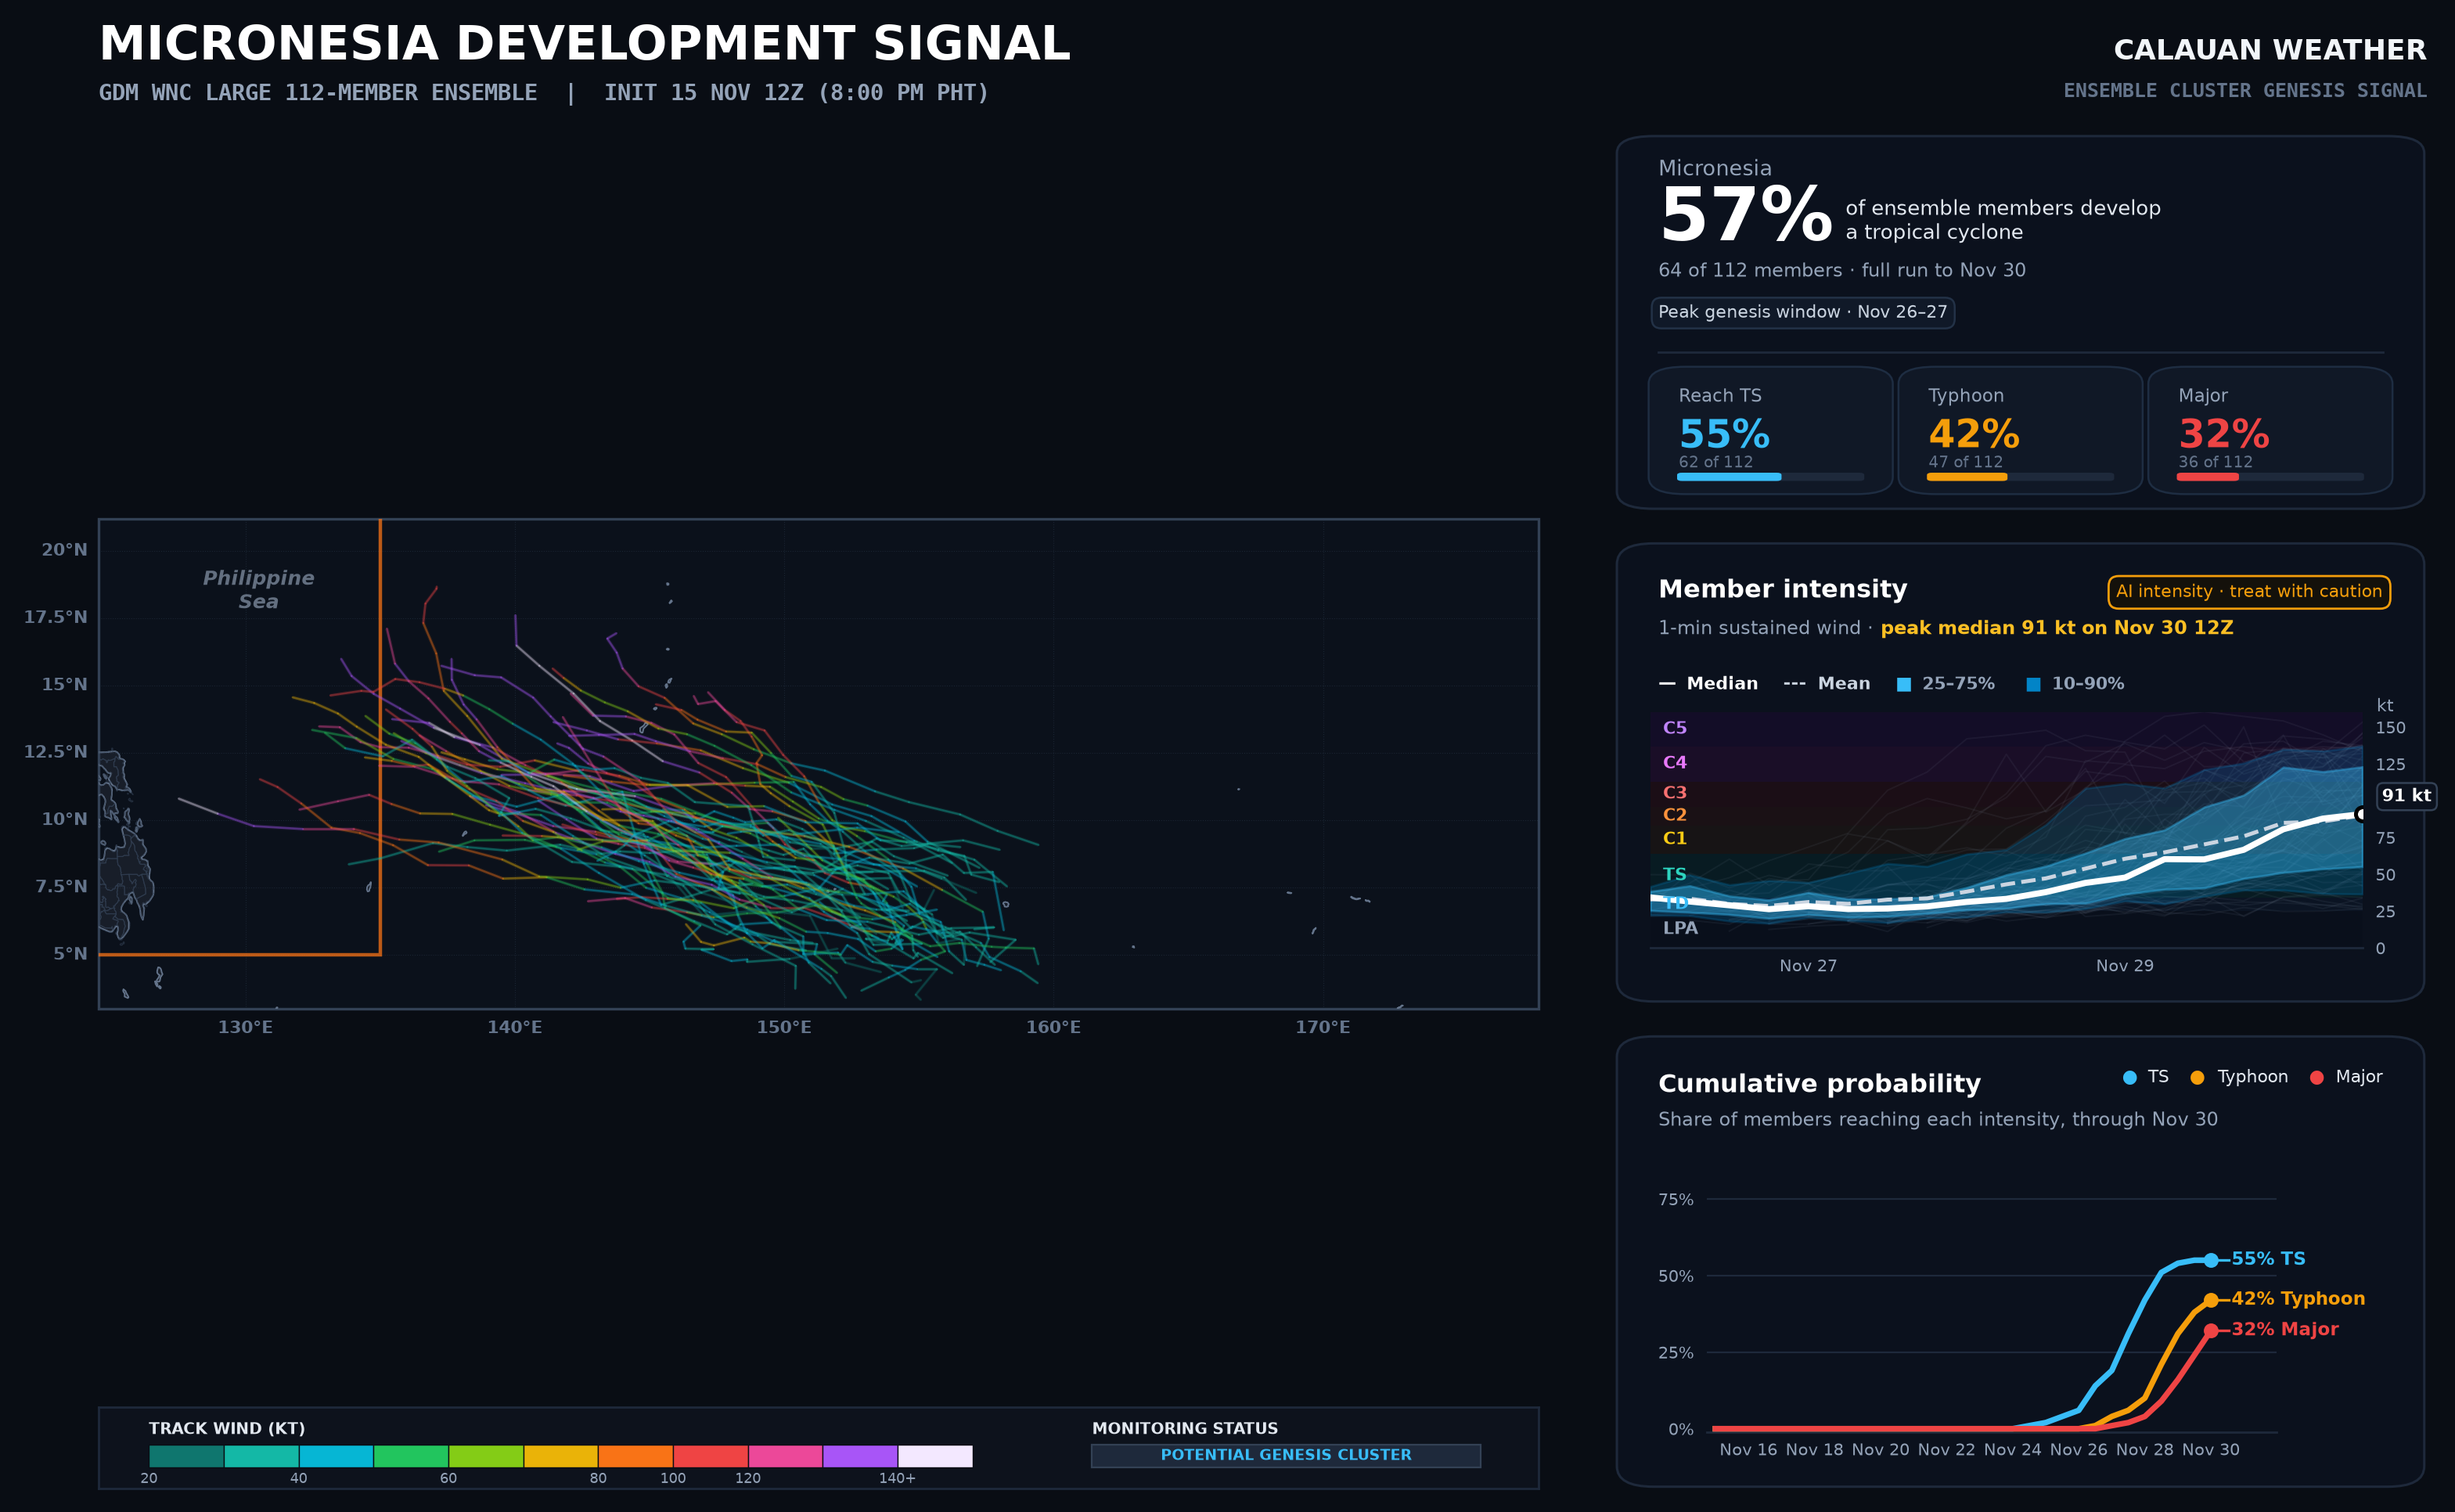 MICRONESIA DEVELOPMENT SIGNAL
GDM WNC LARGE 112-MEMBER ENSEMBLE | INIT 15 NOV 12Z (8:00 PM PHT)
CALAUAN WEATHER
ENSEMBLE CLUSTER GENESIS SIGNAL
Philippine
Sea
20°N
17.5°N
15°N
12.5°N
10°N
7.5°N
5°N
130°E
140°E
150°E
160°E
170°E
TRACK WIND (KT)
20
40
60
80
100
120
140+
MONITORING STATUS
POTENTIAL GENESIS CLUSTER
Micronesia
57% of ensemble members develop
a tropical cyclone
64 of 112 members · full run to Nov 30
Peak genesis window · Nov 26–27
Reach TS
55%
62 of 112
Typhoon
42%
47 of 112
Major
32%
36 of 112
Member intensity
AI intensity · treat with caution
1-min sustained wind · peak median 91 kt on Nov 30 12Z
Median
Mean
25–75%
10–90%
kt
C5
C4
C3
C2
C1
TS
TD
LPA
150
125
91 kt
75
50
25
0
Nov 27
Nov 29
Cumulative probability
TS
Typhoon
Major
Share of members reaching each intensity, through Nov 30
75%
50%
25%
0%
55% TS
42% Typhoon
32% Major
Nov 16
Nov 18
Nov 20
Nov 22
Nov 24
Nov 26
Nov 28
Nov 30